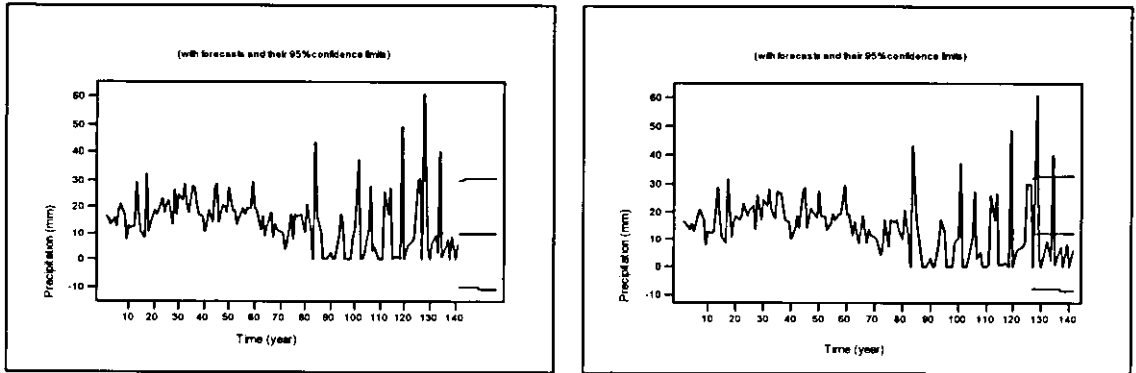 (with forecasts and their 95% confidence limits)
60
50
40
30
20
10
0
-10
Precipitation (mm)
10 20 30 40 50 60 70 80 90 100 110 120 130 140
Time (year)
(with forecasts and their 95% confidence limits)
60
50
40
30
20
10
0
-10
Precipitation (mm)
10 20 30 40 50 60 70 80 90 100 110 120 130 140
Time (year)